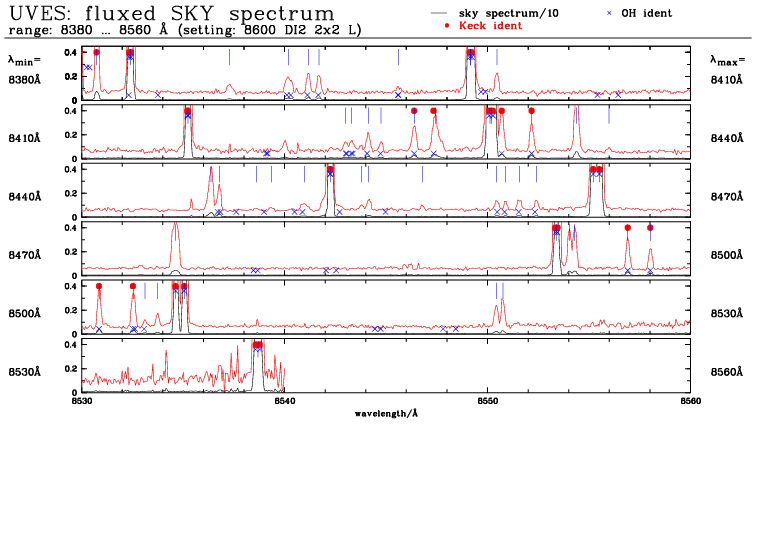 UVES: fluxed SKY spectrum
range: 8380 ... 8560 Å (setting: 8600 DI2 2x2 L)
sky spectrum/10
× OH ident
Keck ident
λmin=
λmax=
0.4
0.2
0
8380Å
8410Å
0.4
0.2
0
8410Å
8440Å
0.4
0.2
0
8440Å
8470Å
0.4
0.2
0
8470Å
8500Å
0.4
0.2
0
8500Å
8530Å
0.4
0.2
0
8530Å
8560Å
8530
8540
8550
8560
wavelength/Å